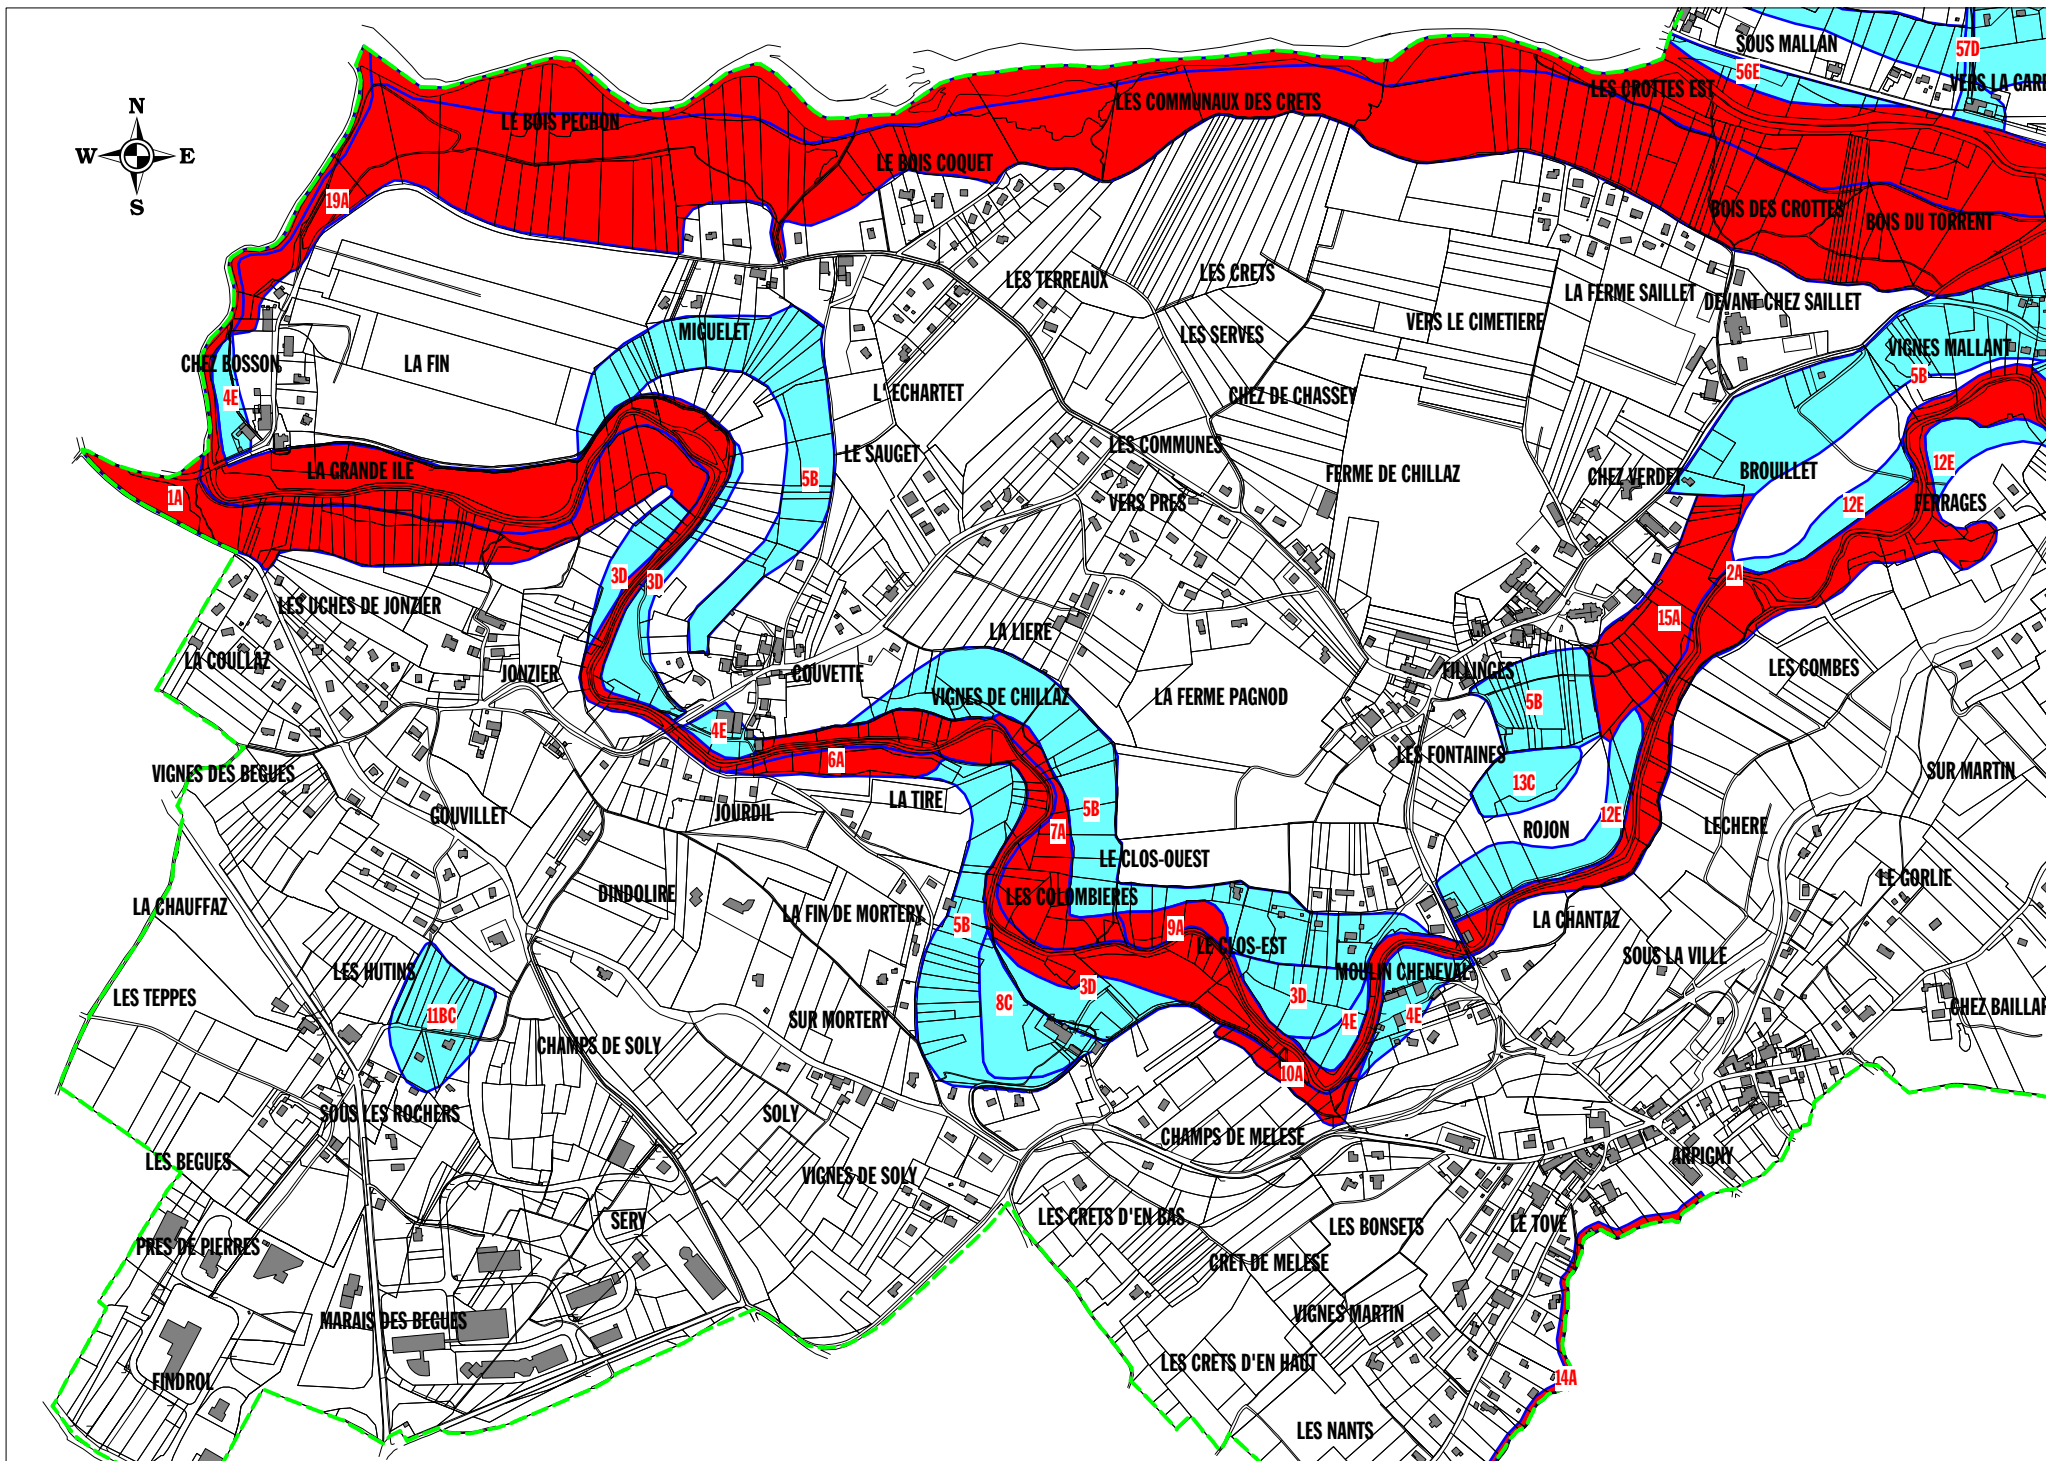 SOUS MALLAN
57D
56E
VERS LA GARE
LES CROTTES EST
LES COMMUNAUX DES CRETS
LE BOIS PECHON
N
W
E
S
LE BOIS COQUET
19A
BOIS DES CROTTES
BOIS DU TORRENT
LES TERREAUX
LES CRETS
LA FERME SAILLET
DEVANT CHEZ SAILLET
MIGUELET
LES SERVES
VERS LE CIMETIERE
VIGNES MALLANT
CHEZ BOSSON
LA FIN
5B
4E
L' ECHARTET
CHEZ DE CHASSEY
LE SAUGET
LES COMMUNES
12E
LA GRANDE ILE
5B
FERME DE CHILLAZ
CHEZ VERDET
BROUILLET
1A
VERS PRES
12E
FERRAGES
3D
3D
2A
LES UCHES DE JONZIER
15A
LA LIERE
LA COULLAZ
JONZIER
COUVETTE
FILLINGES
LES COMBES
VIGNES DE CHILLAZ
LA FERME PAGNOD
5B
4E
6A
LES FONTAINES
VIGNES DES BEGUES
13C
SUR MARTIN
LA TIRE
GOUVILLET
JOURDIL
5B
12E
7A
ROJON
LECHERE
LE CLOS-OUEST
DINDOLIRE
LES COLOMBIERES
LE GORLIE
LA CHAUFFAZ
LA FIN DE MORTERY
5B
9A
LA CHANTAZ
LE CLOS-EST
SOUS LA VILLE
LES HUTINS
MOULIN CHENEVAL
LES TEPPES
3D
3D
8C
CHEZ BAILLAR
11BC
SUR MORTERY
4E
4E
CHAMPS DE SOLY
10A
SOUS LES ROCHERS
SOLY
CHAMPS DE MELESE
ARPIGNY
LES BEGUES
VIGNES DE SOLY
SERY
LES CRETS D'EN BAS
LES BONSETS
LE TOVE
PRES DE PIERRES
CRET DE MELESE
MARAIS DES BEGUES
VIGNES MARTIN
LES CRETS D'EN HAUT
14A
FINDROL
LES NANTS